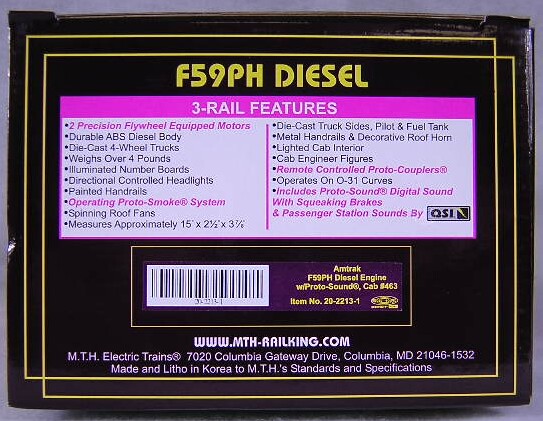 F59PH DIESEL
3-RAIL FEATURES
•2 Precision Flywheel Equipped Motors
•Durable ABS Diesel Body
•Die-Cast 4-Wheel Trucks
•Weighs Over 4 Pounds
•Illuminated Number Boards
•Directional Controlled Headlights
•Painted Handrails
•Operating Proto-Smoke® System
•Spinning Roof Fans
•Measures Approximately 15" x 2½" x 3⅞"
•Die-Cast Truck Sides, Pilot & Fuel Tank
•Metal Handrails & Decorative Roof Horn
•Lighted Cab Interior
•Cab Engineer Figures
•Remote Controlled Proto-Couplers®
•Operates On O-31 Curves
•Includes Proto-Sound® Digital Sound
With Squeaking Brakes
& Passenger Station Sounds By QSI
20-2213-1
Amtrak
F59PH Diesel Engine
w/Proto-Sound®, Cab #463
Item No. 20-2213-1
WWW.MTH-RAILKING.COM
M.T.H. Electric Trains® 7020 Columbia Gateway Drive, Columbia, MD 21046-1532
Made and Litho in Korea to M.T.H.'s Standards and Specifications